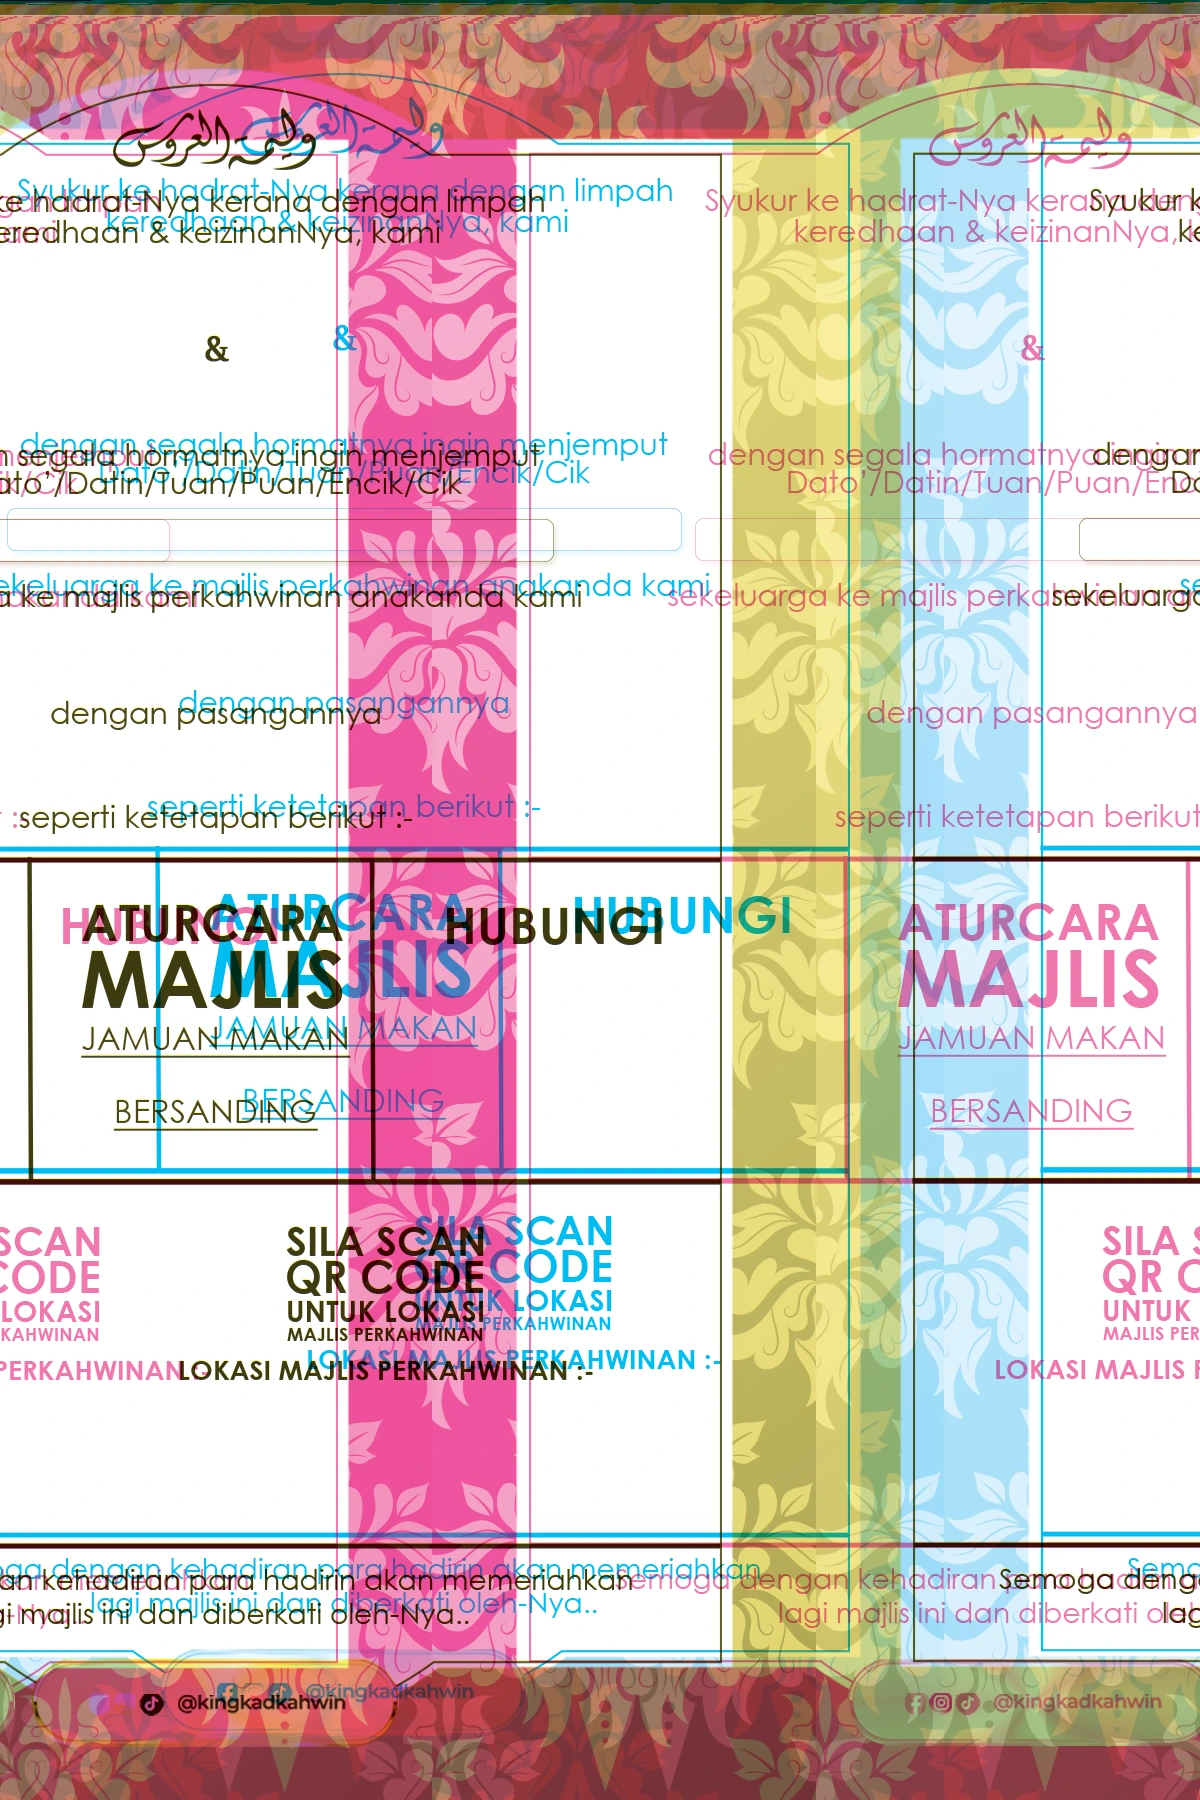 وليمة العروس
Syukur ke hadrat-Nya kerana dengan limpah
keredhaan & keizinanNya, kami
&
dengan segala hormatnya ingin menjemput
Dato'/Datin/Tuan/Puan/Encik/Cik
sekeluarga ke majlis perkahwinan anakanda kami
dengan pasangannya
seperti ketetapan berikut :-
ATURCARA
MAJLIS
JAMUAN MAKAN
BERSANDING
HUBUNGI
SILA SCAN
QR CODE
UNTUK LOKASI
MAJLIS PERKAHWINAN
LOKASI MAJLIS PERKAHWINAN :-
Semoga dengan kehadiran para hadirin akan memeriahkan
lagi majlis ini dan diberkati oleh-Nya..
@kingkadkahwin